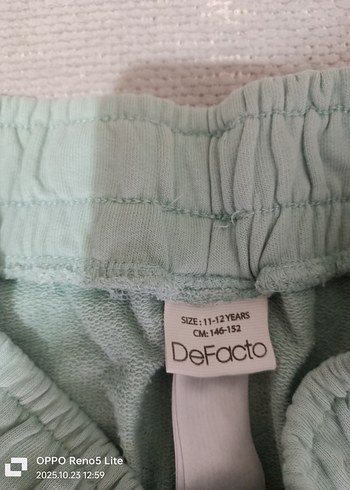 SIZE : 11-12 YEARS
CM: 146-152
DeFacto
OPPO Reno5 Lite
2025.10.23 12:59